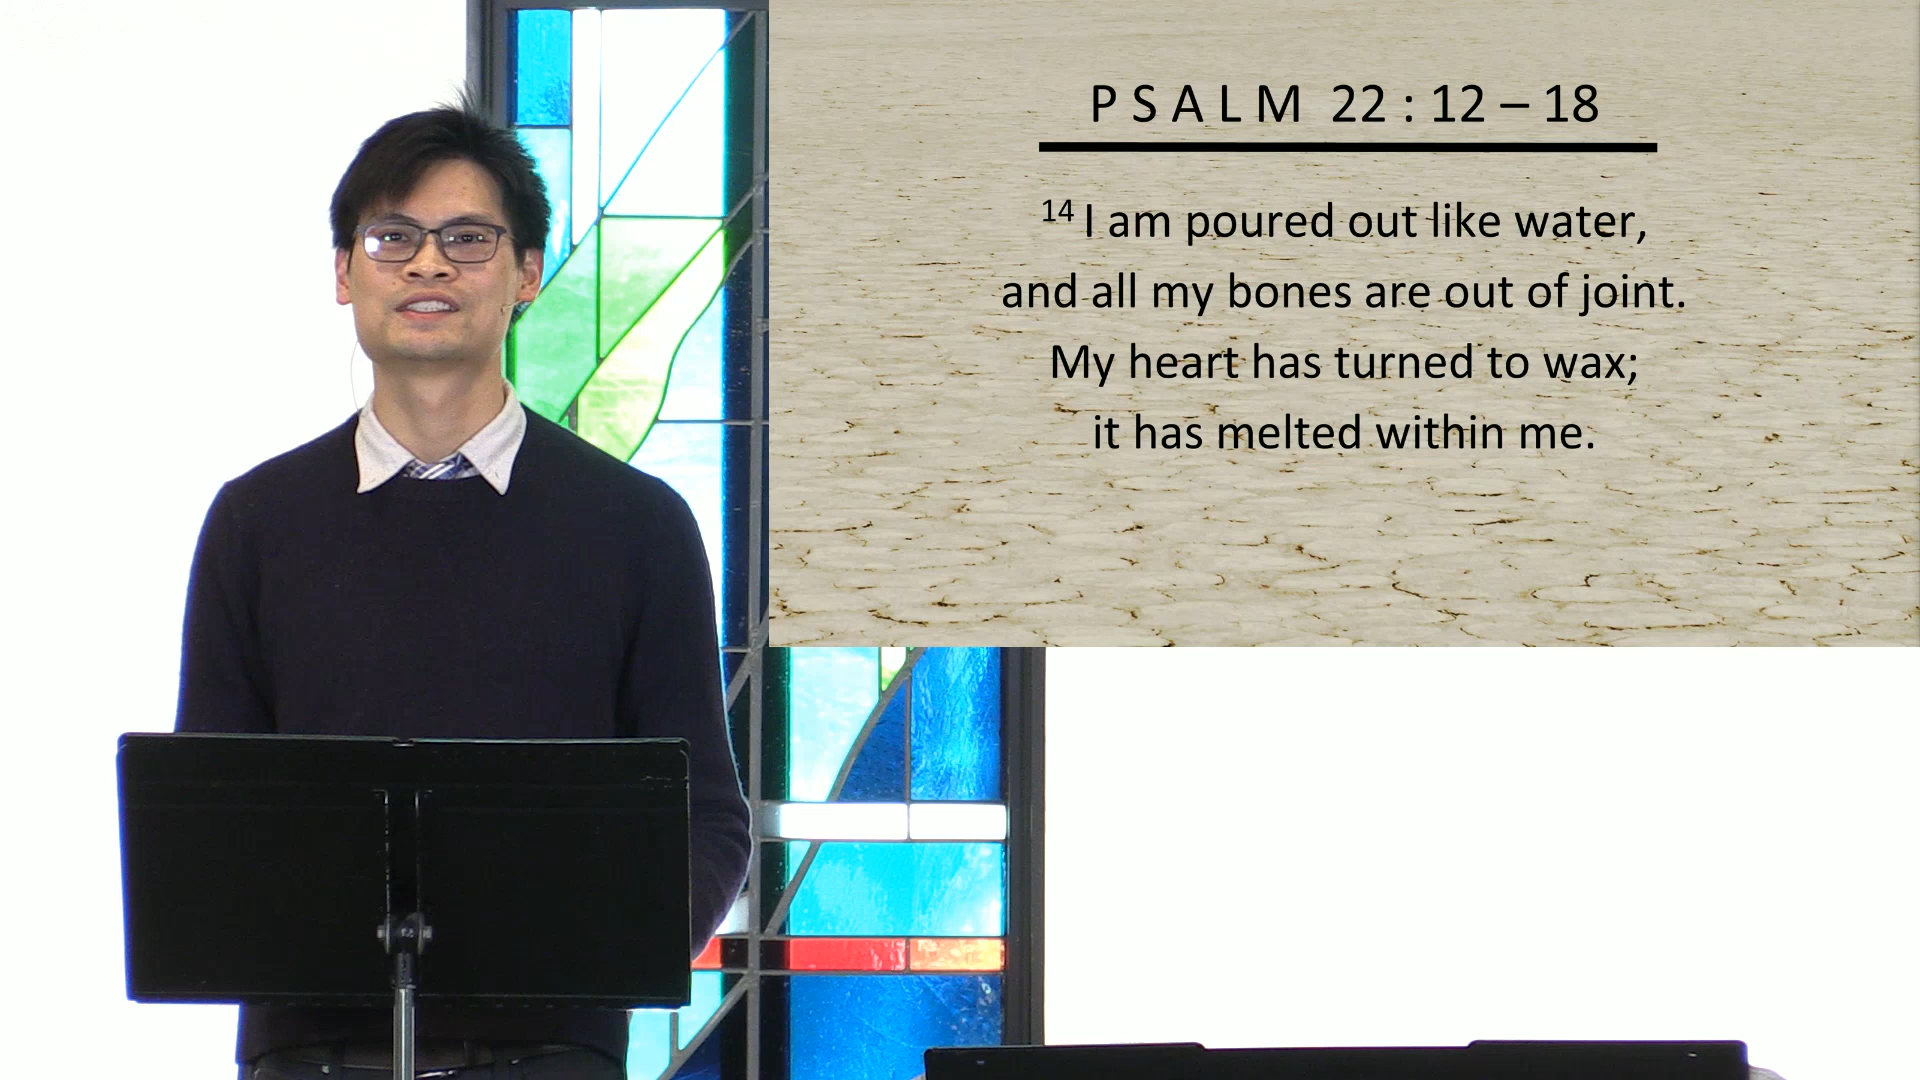 PSALM 22:12–18
14 I am poured out like water,
and all my bones are out of joint.
My heart has turned to wax;
it has melted within me.